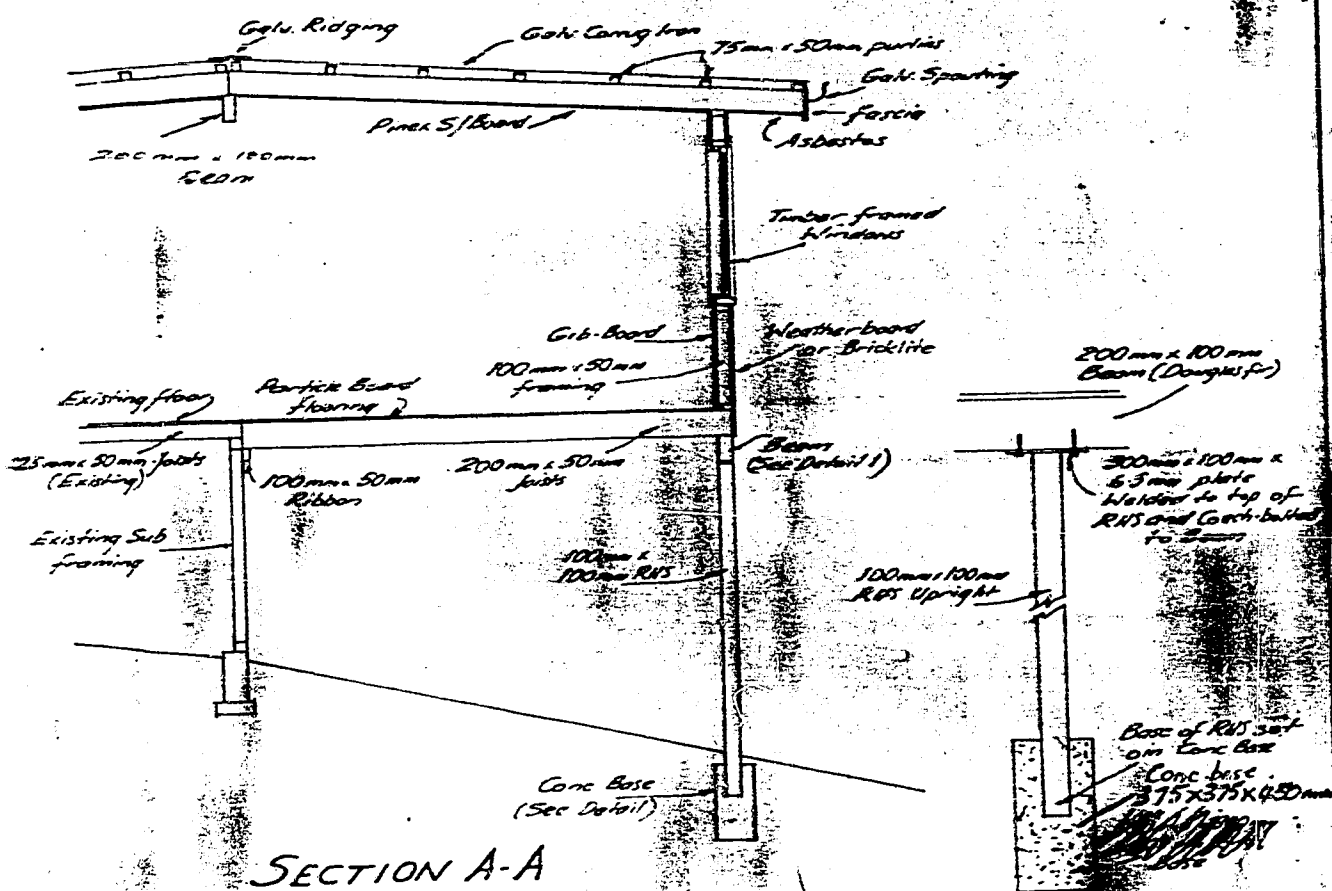 Galv. Ridging
Galv. Corrug Iron
75mm x 50mm purlins
Galv. Spouting
fascia
Asbestos
Pinex S/Board
200mm x 100mm
Beam
Timber framed
Windows
Gib-Board
100mm x 50mm
framing
Weatherboard
or Bricklite
Existing floor
Particle Board
flooring
mm x 50mm Joists
(Existing)
100mm x 50mm
Ribbon
200mm x 50mm
Joists
Beam
(See Detail 1)
Existing Sub
framing
100mm x
100mm RHS
Conc Base
(See Detail)
SECTION A-A
200mm x 100mm
Beam (Douglas fir)
300mm x 100mm x
6.3mm plate
Welded to top of
RHS and Coach-bolted
to Beam
100mm x 100mm
RHS Upright
Base of RHS set
in Conc Base
Conc base
375x375x450mm
base